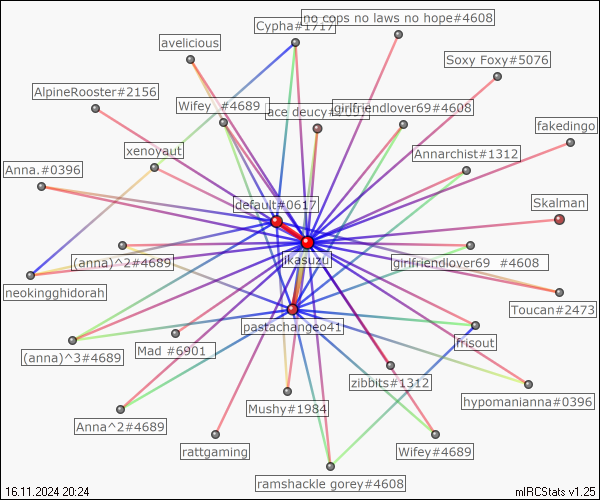 no cops no laws no hope#4608
Cypha#1717
avelicious
Soxy Foxy#5076
AlpineRooster#2156
Wifey_#4689
ace deucy#
girlfriendlover69#4608
fakedingo
xenoyaut
Annarchist#1312
Anna.#0396
default#0617
Skalman
jikasuzu
(anna)^2#4689
girlfriendlover69_#4608
neokingghidorah
Toucan#2473
pastachangeo41
frisout
(anna)^3#4689
Mad #6901
zibbits#1312
hypomanianna#0396
Mushy#1984
Anna^2#4689
rattgaming
Wifey#4689
ramshackle gorey#4608
16.11.2024 20:24
mIRCStats v1.25